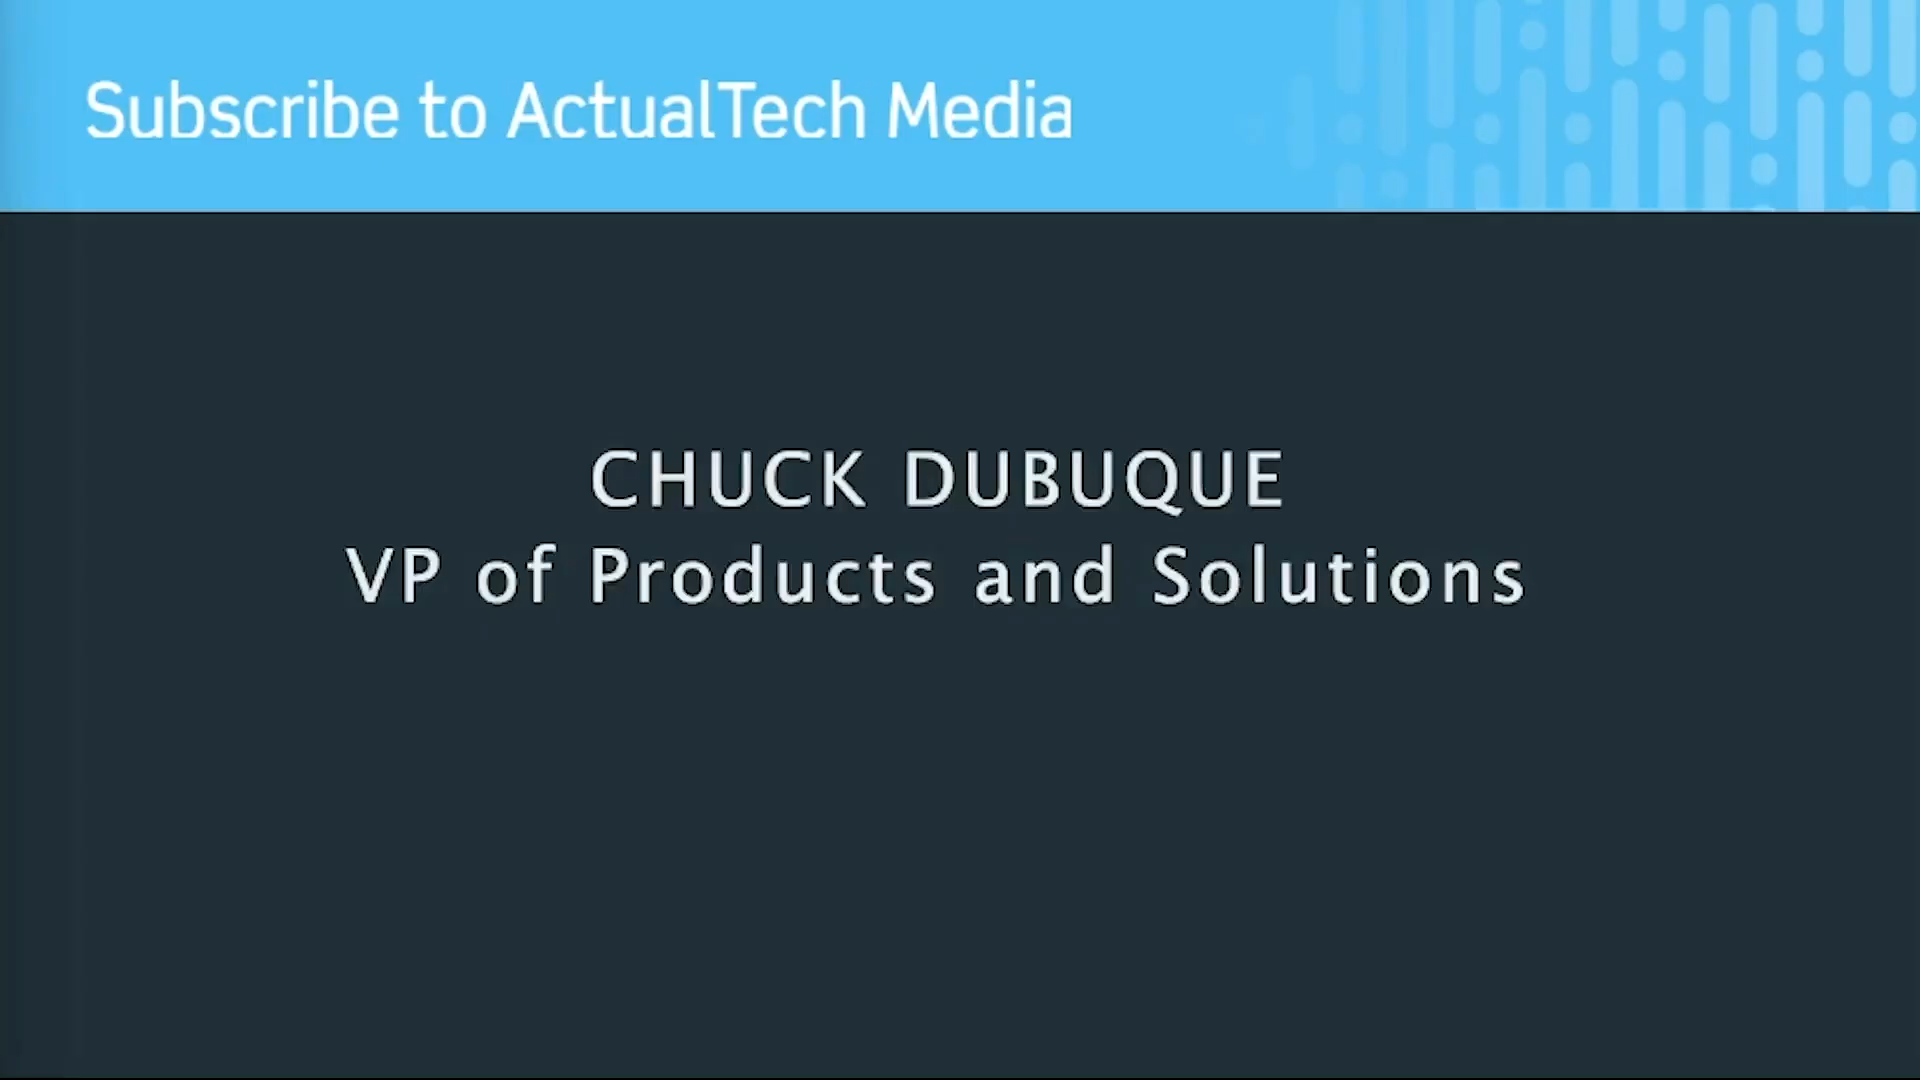 Subscribe to ActualTech Media
CHUCK DUBUQUE
VP of Products and Solutions